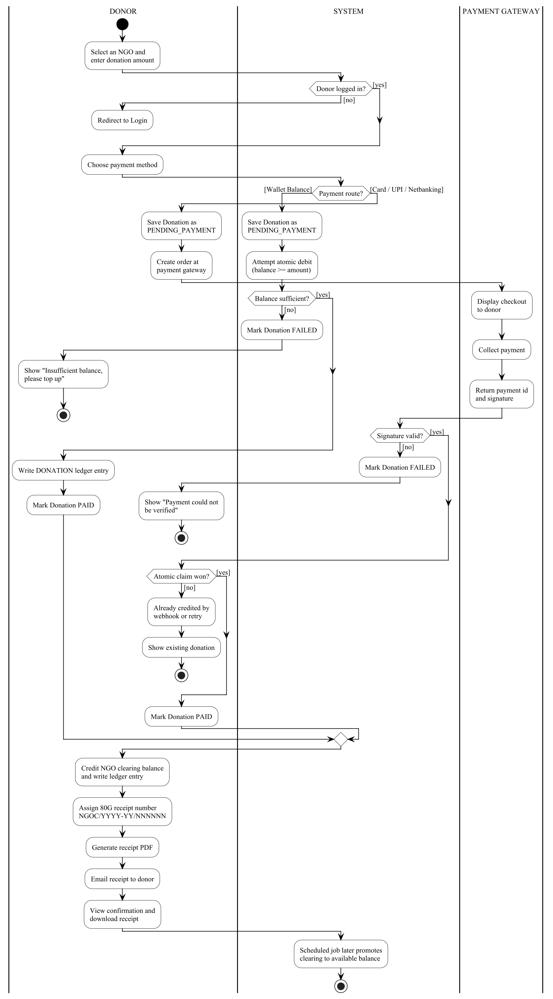 DONOR
SYSTEM
PAYMENT GATEWAY
Select an NGO and
enter donation amount
Donor logged in?
[yes]
[no]
Redirect to Login
Choose payment method
[Wallet Balance]
Payment route?
[Card / UPI / Netbanking]
Save Donation as
PENDING_PAYMENT
Save Donation as
PENDING_PAYMENT
Create order at
payment gateway
Attempt atomic debit
(balance >= amount)
Balance sufficient?
[yes]
[no]
Display checkout
to donor
Mark Donation FAILED
Collect payment
Show "Insufficient balance,
please top up"
Return payment id
and signature
Signature valid?
[yes]
[no]
Write DONATION ledger entry
Mark Donation FAILED
Mark Donation PAID
Show "Payment could not
be verified"
Atomic claim won?
[yes]
[no]
Already credited by
webhook or retry
Show existing donation
Mark Donation PAID
Credit NGO clearing balance
and write ledger entry
Assign 80G receipt number
NGOC/YYYY-YY/NNNNNN
Generate receipt PDF
Email receipt to donor
View confirmation and
download receipt
Scheduled job later promotes
clearing to available balance